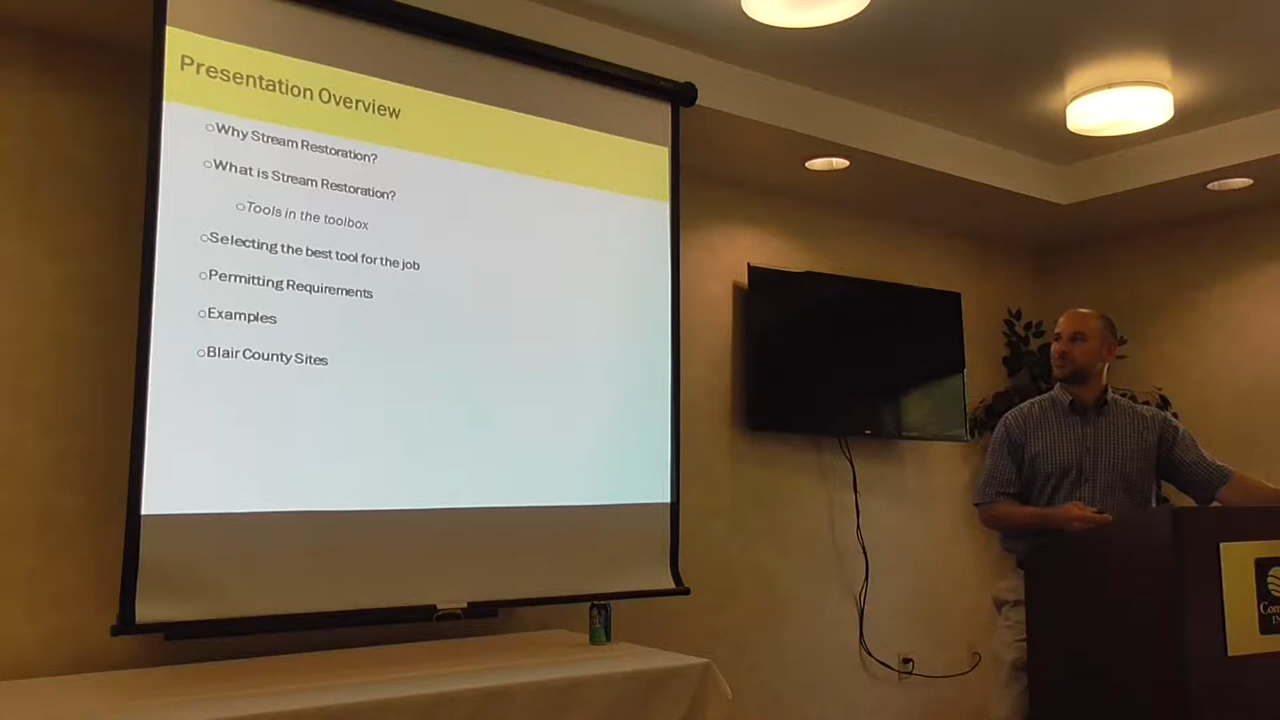 Presentation Overview
Why Stream Restoration?
What is Stream Restoration?
Tools in the toolbox
Selecting the best tool for the job
Permitting Requirements
Examples
Blair County Sites